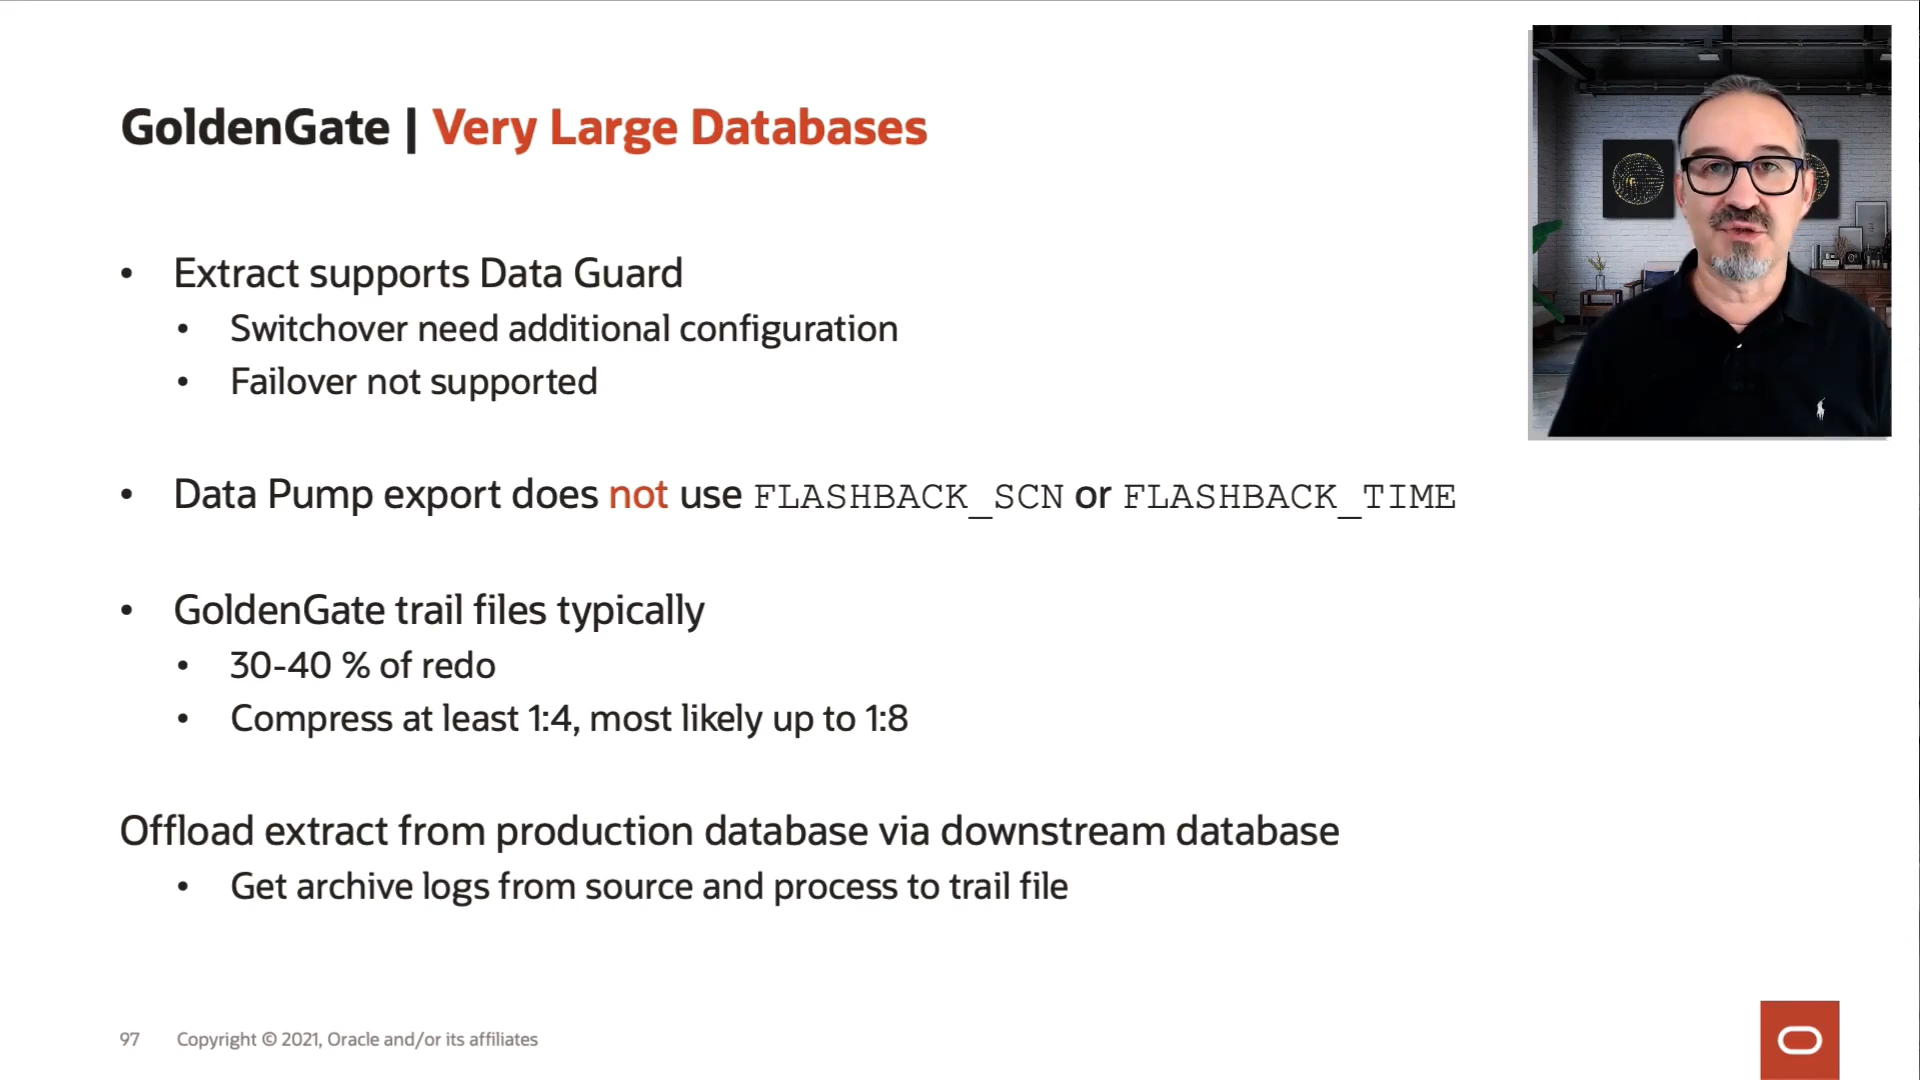 GoldenGate | Very Large Databases
• Extract supports Data Guard
• Switchover need additional configuration
• Failover not supported
• Data Pump export does not use FLASHBACK_SCN or FLASHBACK_TIME
• GoldenGate trail files typically
• 30-40 % of redo
• Compress at least 1:4, most likely up to 1:8
Offload extract from production database via downstream database
• Get archive logs from source and process to trail file
97 Copyright © 2021, Oracle and/or its affiliates